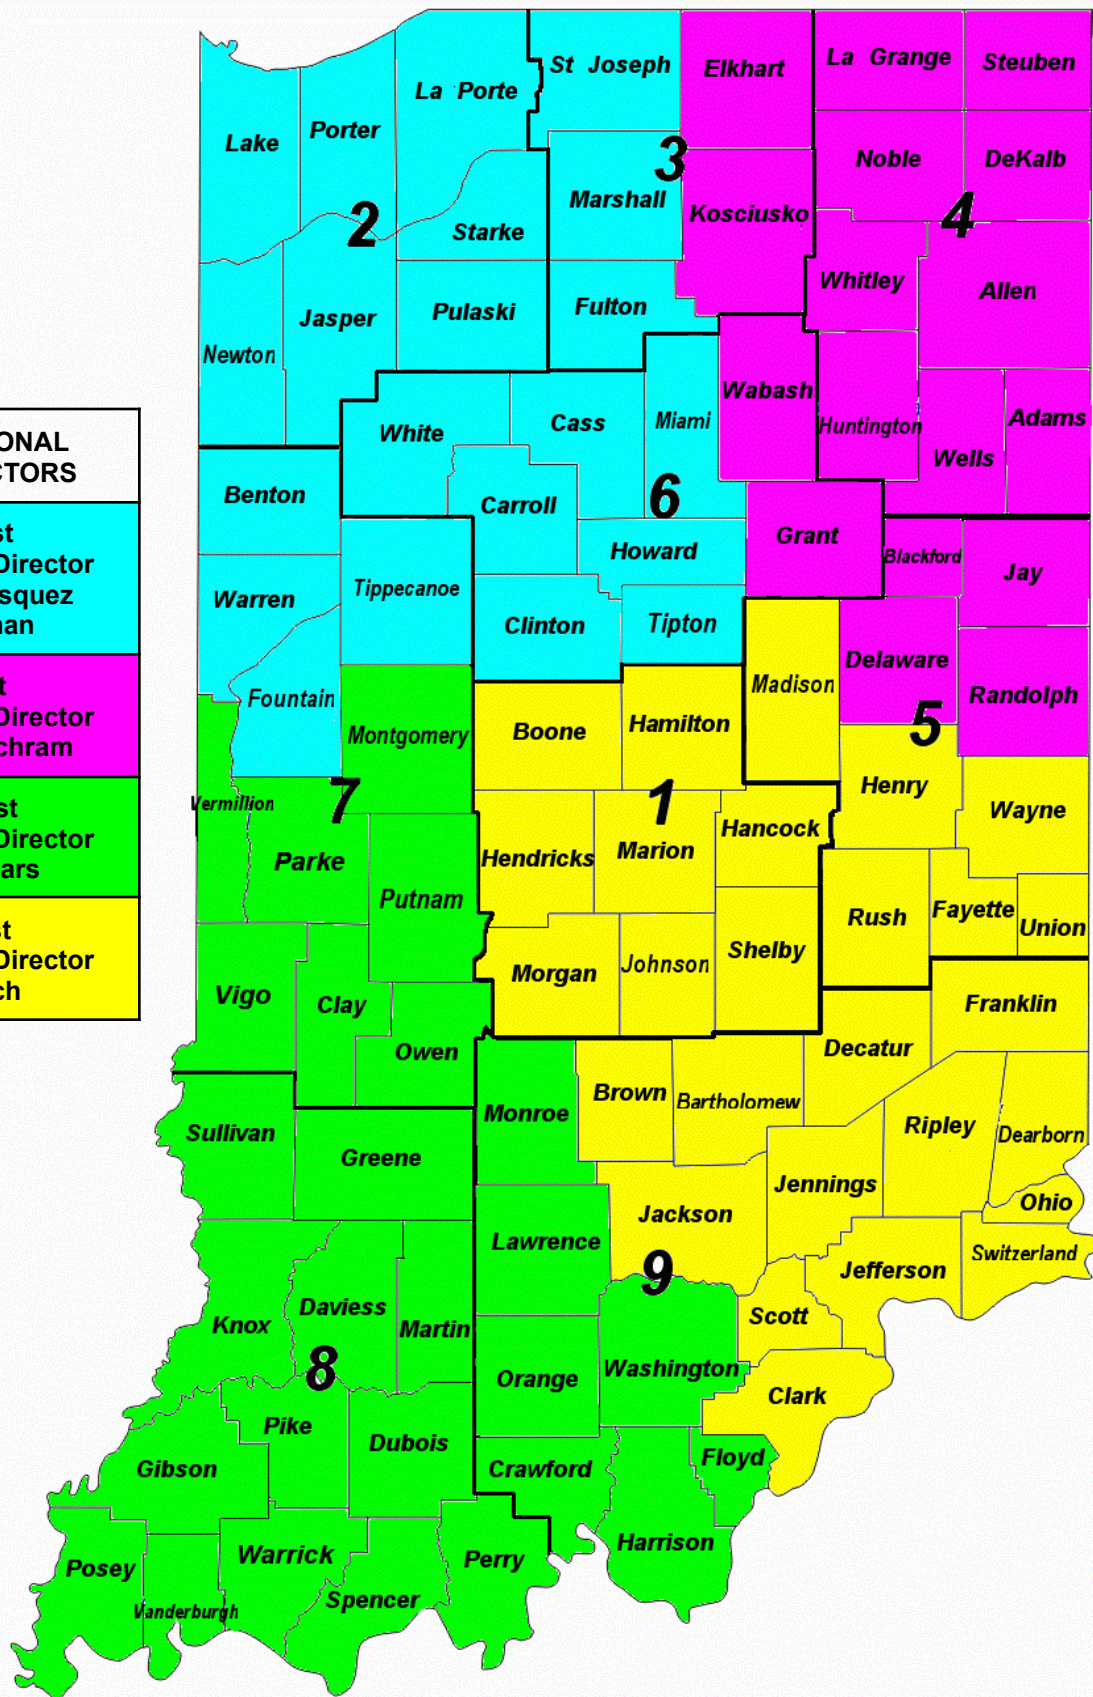 St Joseph
Elkhart
La Grange
Steuben
La Porte
Lake
Porter
3
Noble
DeKalb
Marshall
Kosciusko
4
2
Starke
Whitley
Allen
Jasper
Pulaski
Fulton
Newton
Wabash
White
Cass
Miami
Huntington
Adams
Wells
Benton
Carroll
6
Grant
Howard
Blackford
Jay
Tippecanoe
Warren
Clinton
Tipton
Delaware
Madison
Randolph
Fountain
Montgomery
Boone
Hamilton
5
Henry
Vermillion
7
1
Wayne
Hancock
Parke
Hendricks
Marion
Putnam
Rush
Fayette
Union
Shelby
Vigo
Clay
Morgan
Johnson
Franklin
Owen
Decatur
Brown
Bartholomew
Monroe
Sullivan
Ripley
Dearborn
Greene
Jennings
Ohio
Jackson
Lawrence
Switzerland
9
Jefferson
Knox
Daviess
Martin
Scott
8
Orange
Washington
Clark
Pike
Dubois
Gibson
Crawford
Floyd
Posey
Warrick
Perry
Harrison
Vanderburgh
Spencer
ONAL
CTORS
st
Director
squez
nan
t
Director
chram
st
Director
ars
st
Director
ch